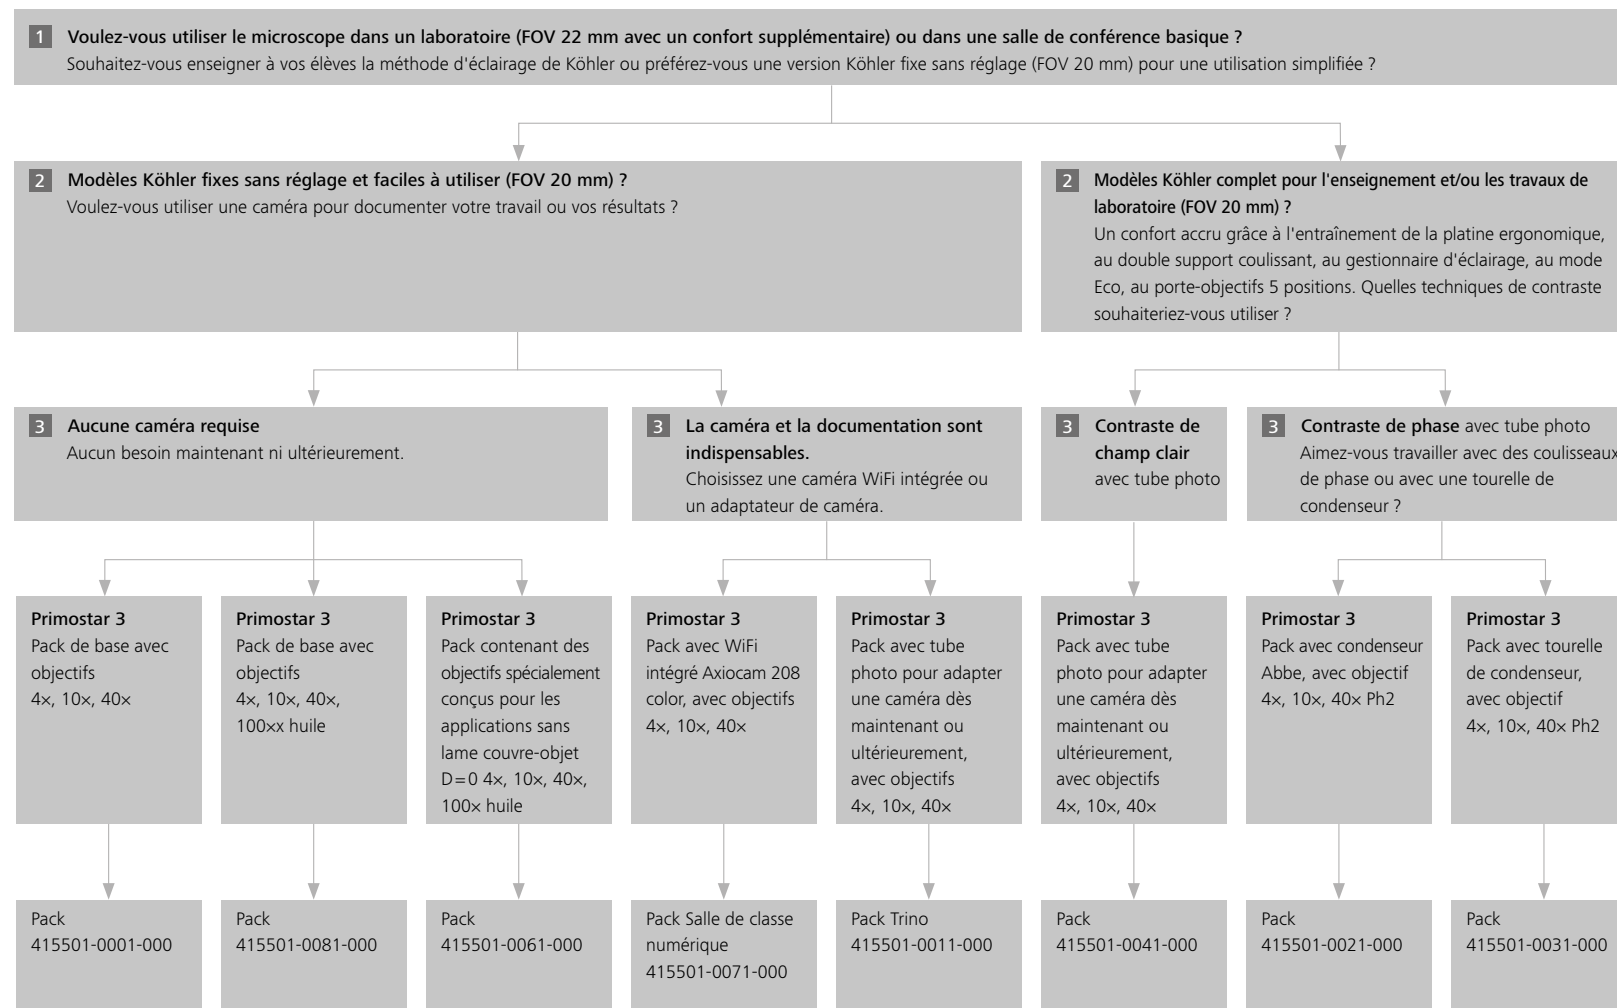 1 Voulez-vous utiliser le microscope dans un laboratoire (FOV 22 mm avec un confort supplémentaire) ou dans une salle de conférence basique ?
Souhaitez-vous enseigner à vos élèves la méthode d'éclairage de Köhler ou préférez-vous une version Köhler fixe sans réglage (FOV 20 mm) pour une utilisation simplifiée ?
2 Modèles Köhler fixes sans réglage et faciles à utiliser (FOV 20 mm) ?
Voulez-vous utiliser une caméra pour documenter votre travail ou vos résultats ?
2 Modèles Köhler complet pour l'enseignement et/ou les travaux de
laboratoire (FOV 20 mm) ?
Un confort accru grâce à l'entraînement de la platine ergonomique,
au double support coulissant, au gestionnaire d'éclairage, au mode
Eco, au porte-objectifs 5 positions. Quelles techniques de contraste
souhaiteriez-vous utiliser ?
3 Aucune caméra requise
Aucun besoin maintenant ni ultérieurement.
3 La caméra et la documentation sont
indispensables.
Choisissez une caméra WiFi intégrée ou
un adaptateur de caméra.
3 Contraste de
champ clair
avec tube photo
3 Contraste de phase avec tube photo
Aimez-vous travailler avec des coulisseaux
de phase ou avec une tourelle de
condenseur ?
Primostar 3
Pack de base avec
objectifs
4×, 10×, 40×
Primostar 3
Pack de base avec
objectifs
4×, 10×, 40×,
100×x huile
Primostar 3
Pack contenant des
objectifs spécialement
conçus pour les
applications sans
lame couvre-objet
D=0 4×, 10×, 40×,
100× huile
Primostar 3
Pack avec WiFi
intégré Axiocam 208
color, avec objectifs
4×, 10×, 40×
Primostar 3
Pack avec tube
photo pour adapter
une caméra dès
maintenant ou
ultérieurement,
avec objectifs
4×, 10×, 40×
Primostar 3
Pack avec tube
photo pour adapter
une caméra dès
maintenant ou
ultérieurement,
avec objectifs
4×, 10×, 40×
Primostar 3
Pack avec condenseur
Abbe, avec objectif
4×, 10×, 40× Ph2
Primostar 3
Pack avec tourelle
de condenseur,
avec objectif
4×, 10×, 40× Ph2
Pack
415501-0001-000
Pack
415501-0081-000
Pack
415501-0061-000
Pack Salle de classe
numérique
415501-0071-000
Pack Trino
415501-0011-000
Pack
415501-0041-000
Pack
415501-0021-000
Pack
415501-0031-000